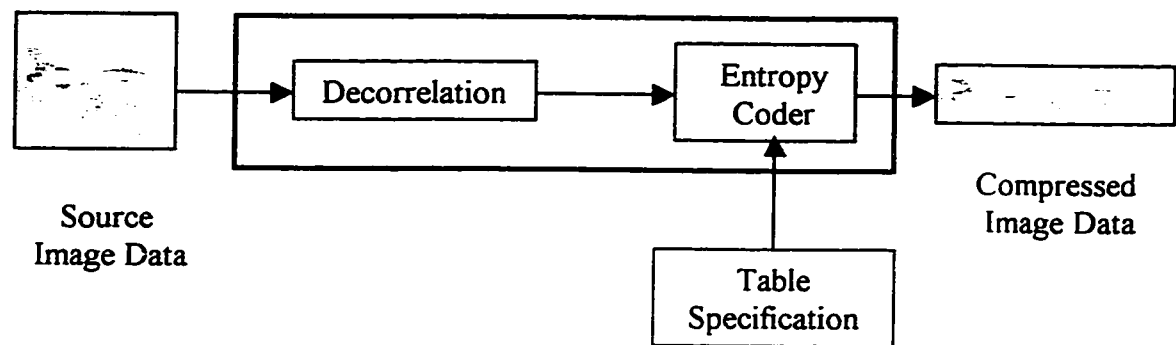 Decorrelation
Entropy
Coder
Source
Image Data
Compressed
Image Data
Table
Specification